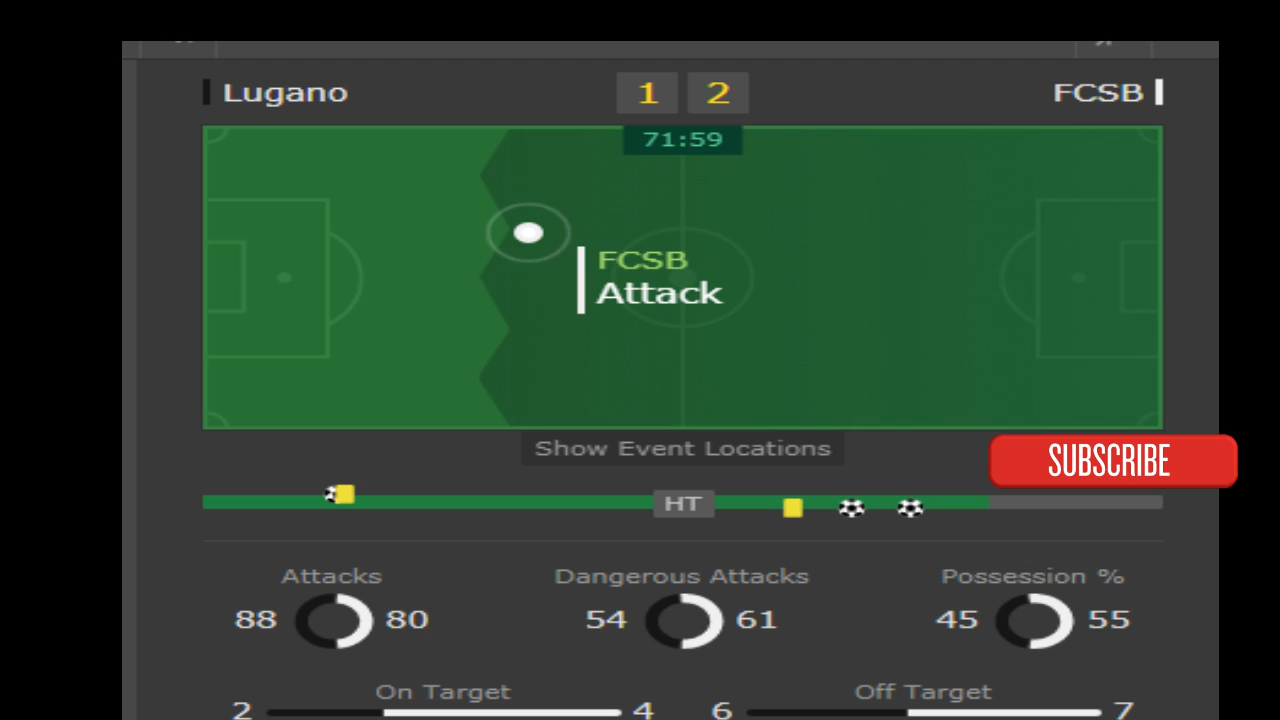 Lugano 1 2 FCSB
71:59
FCSB
Attack
Show Event Locations
SUBSCRIBE
HT
Attacks Dangerous Attacks Possession %
88 80 54 61 45 55
On Target Off Target
2 4 6 7